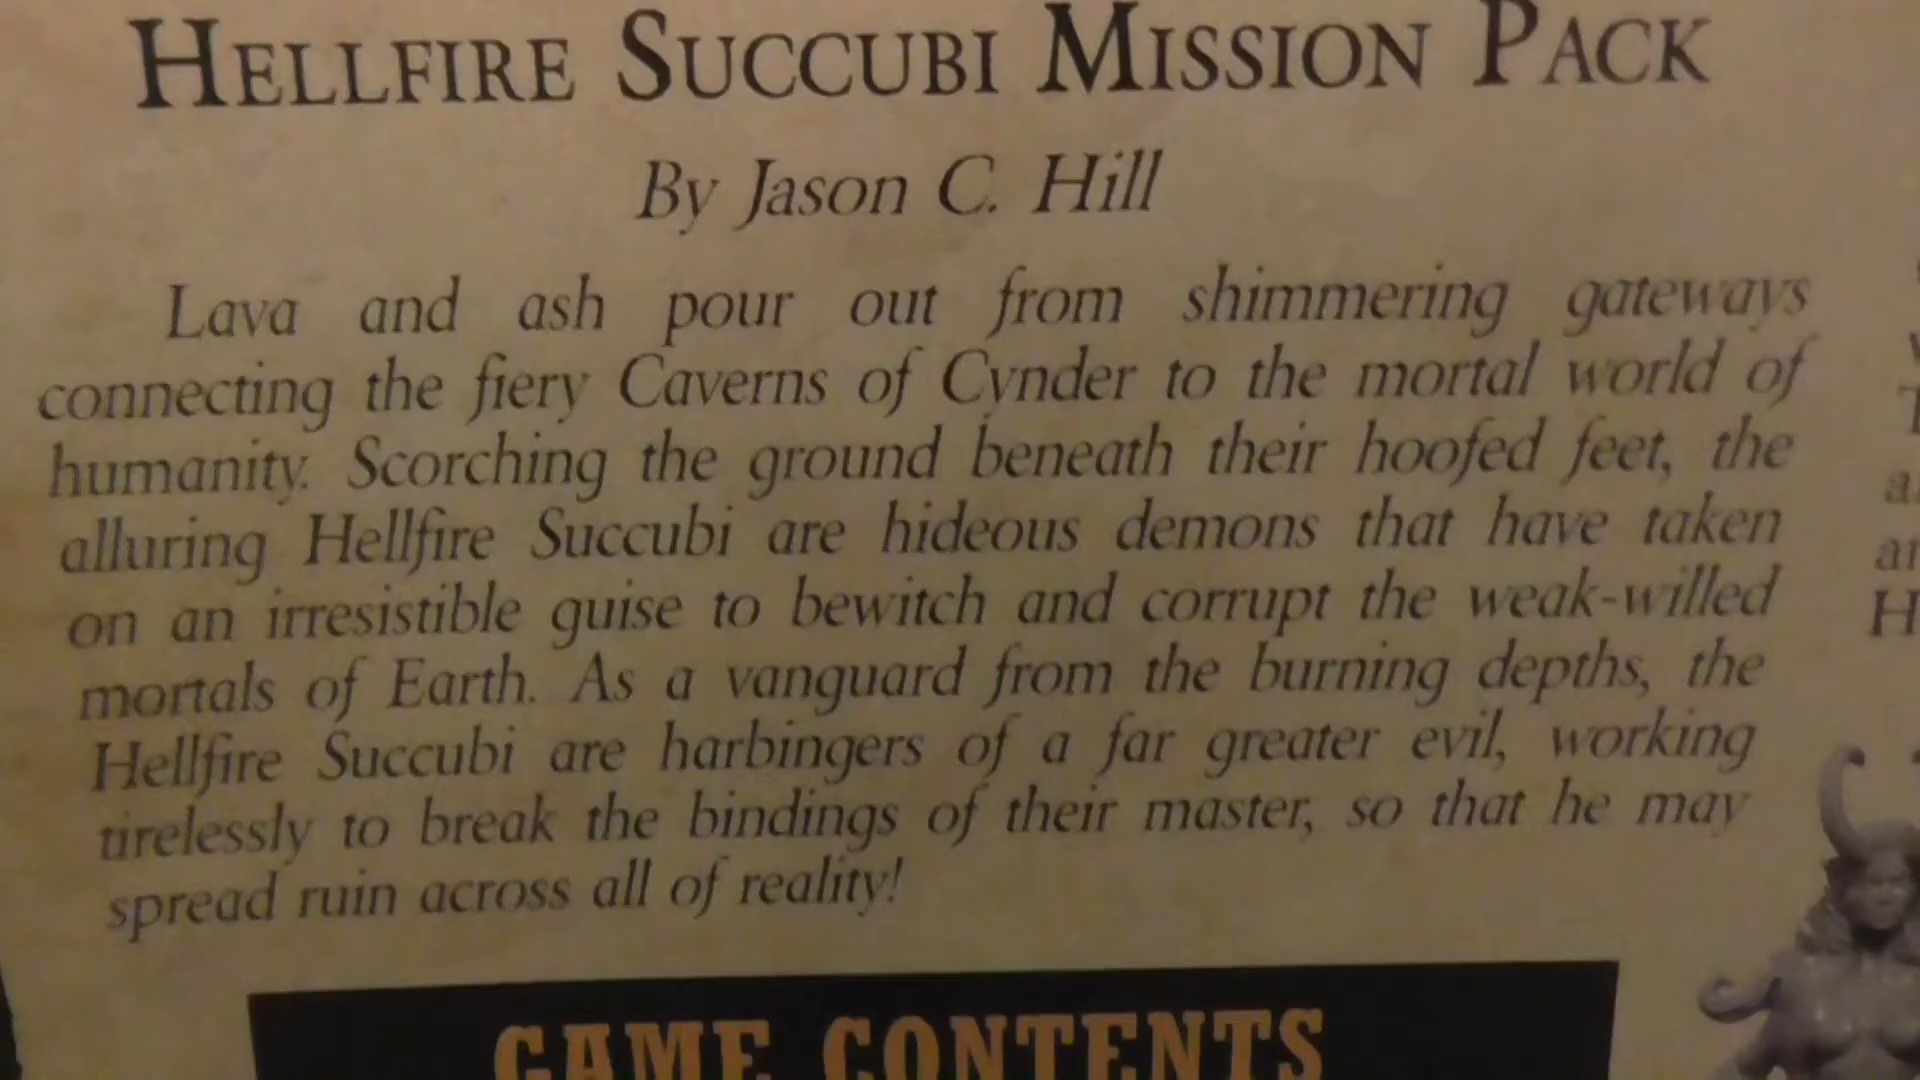 HELLFIRE SUCCUBI MISSION PACK
By Jason C. Hill
Lava and ash pour out from shimmering gateways
connecting the fiery Caverns of Cynder to the mortal world of
humanity. Scorching the ground beneath their hoofed feet, the
alluring Hellfire Succubi are hideous demons that have taken
on an irresistible guise to bewitch and corrupt the weak-willed
mortals of Earth. As a vanguard from the burning depths, the
Hellfire Succubi are harbingers of a far greater evil, working
tirelessly to break the bindings of their master, so that he may
spread ruin across all of reality!
GAME CONTENTS